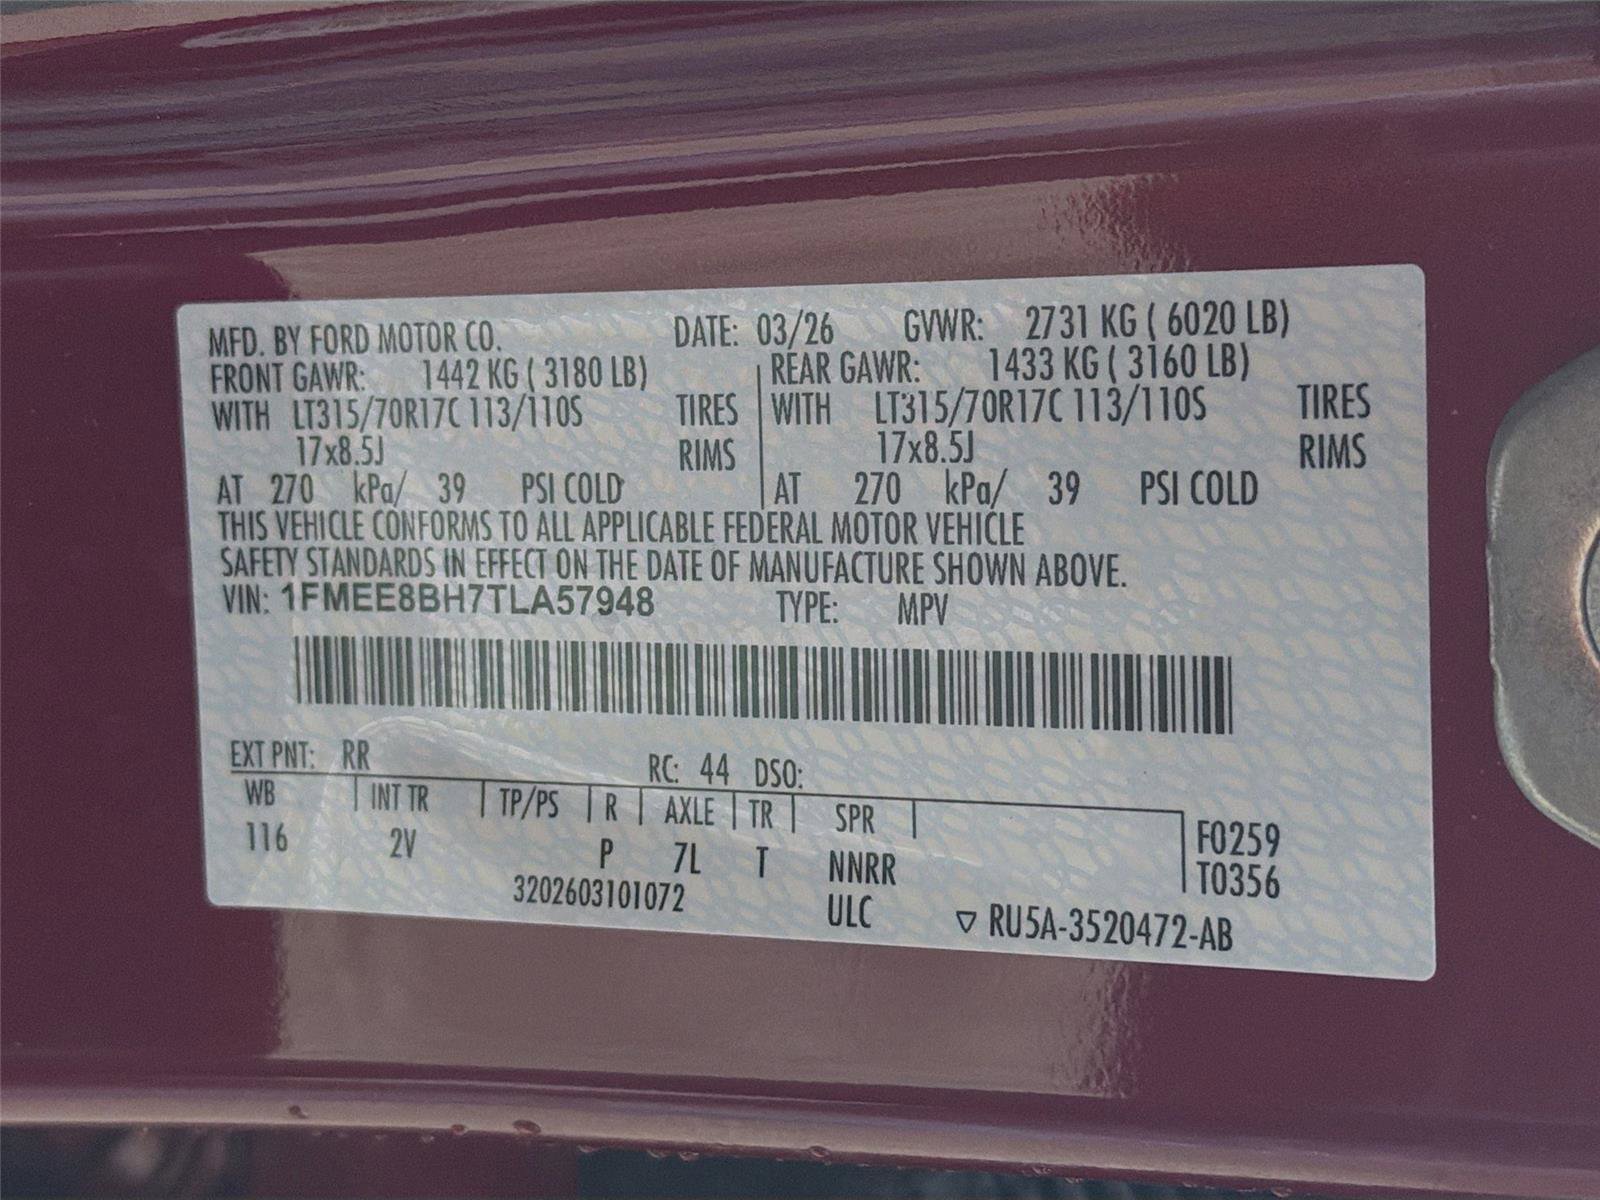 MFD. BY FORD MOTOR CO. DATE: 03/26 GVWR: 2731 KG ( 6020 LB)
FRONT GAWR: 1442 KG ( 3180 LB) REAR GAWR: 1433 KG ( 3160 LB)
WITH LT315/70R17C 113/110S TIRES WITH LT315/70R17C 113/110S TIRES
17x8.5J RIMS 17x8.5J RIMS
AT 270 kPa/ 39 PSI COLD AT 270 kPa/ 39 PSI COLD
THIS VEHICLE CONFORMS TO ALL APPLICABLE FEDERAL MOTOR VEHICLE
SAFETY STANDARDS IN EFFECT ON THE DATE OF MANUFACTURE SHOWN ABOVE.
VIN: 1FMEE8BH7TLA57948 TYPE: MPV
EXT PNT: RR RC: 44 DSO:
WB INT TR TP/PS R AXLE TR SPR F0259
116 2V P 7L T NNRR T0356
3202603101072 ULC ▽ RU5A-3520472-AB